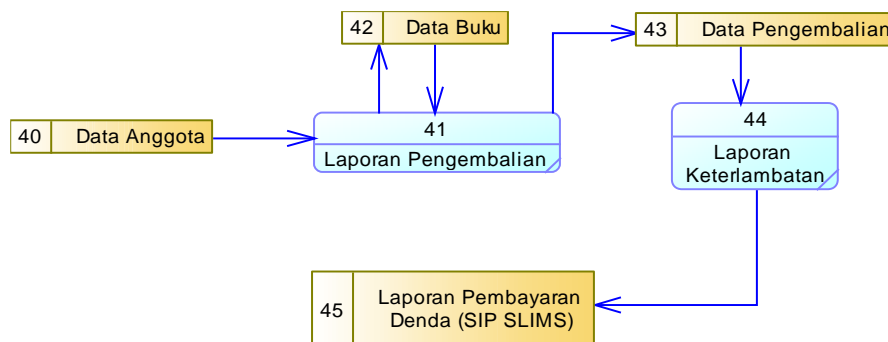 42 Data Buku
43 Data Pengembalian
40 Data Anggota
41
Laporan Pengembalian
44
Laporan
Keterlambatan
45
Laporan Pembayaran
Denda (SIP SLIMS)